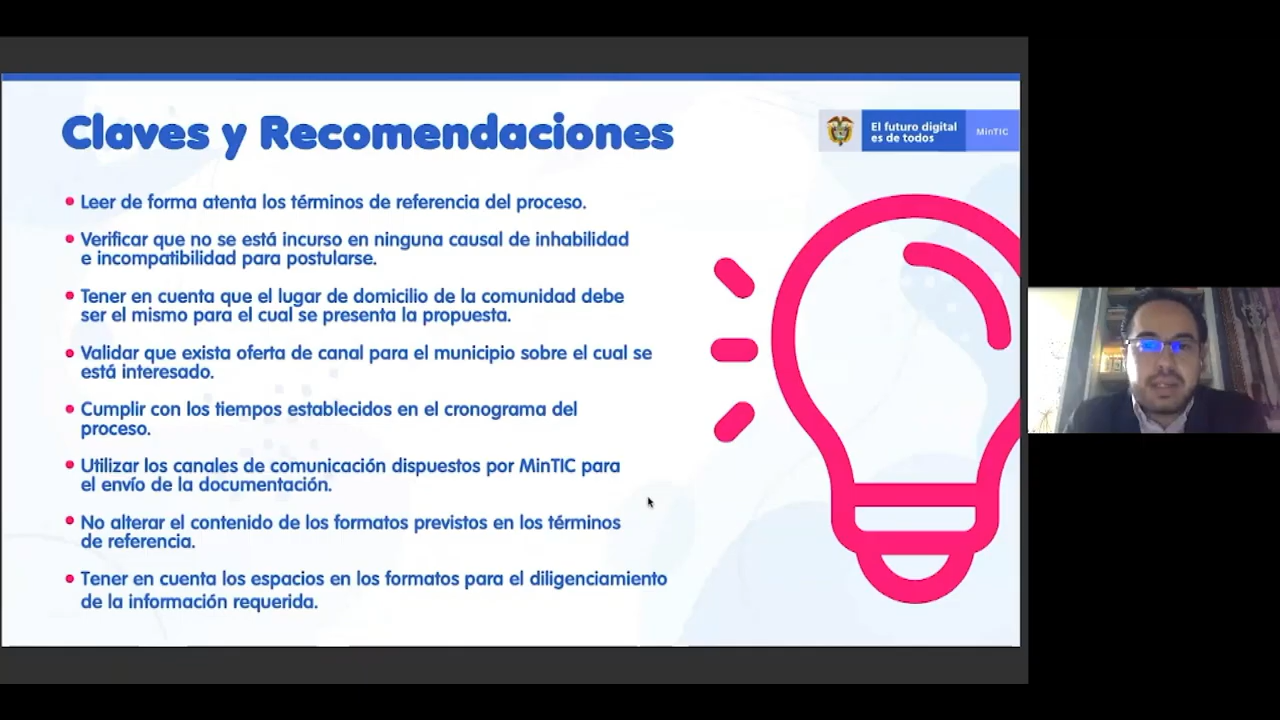 Claves y Recomendaciones
El futuro digital
es de todos
MinTIC
Leer de forma atenta los términos de referencia del proceso.
Verificar que no se está incurso en ninguna causal de inhabilidad
e incompatibilidad para postularse.
Tener en cuenta que el lugar de domicilio de la comunidad debe
ser el mismo para el cual se presenta la propuesta.
Validar que exista oferta de canal para el municipio sobre el cual se
está interesado.
Cumplir con los tiempos establecidos en el cronograma del
proceso.
Utilizar los canales de comunicación dispuestos por MinTIC para
el envío de la documentación.
No alterar el contenido de los formatos previstos en los términos
de referencia.
Tener en cuenta los espacios en los formatos para el diligenciamiento
de la información requerida.